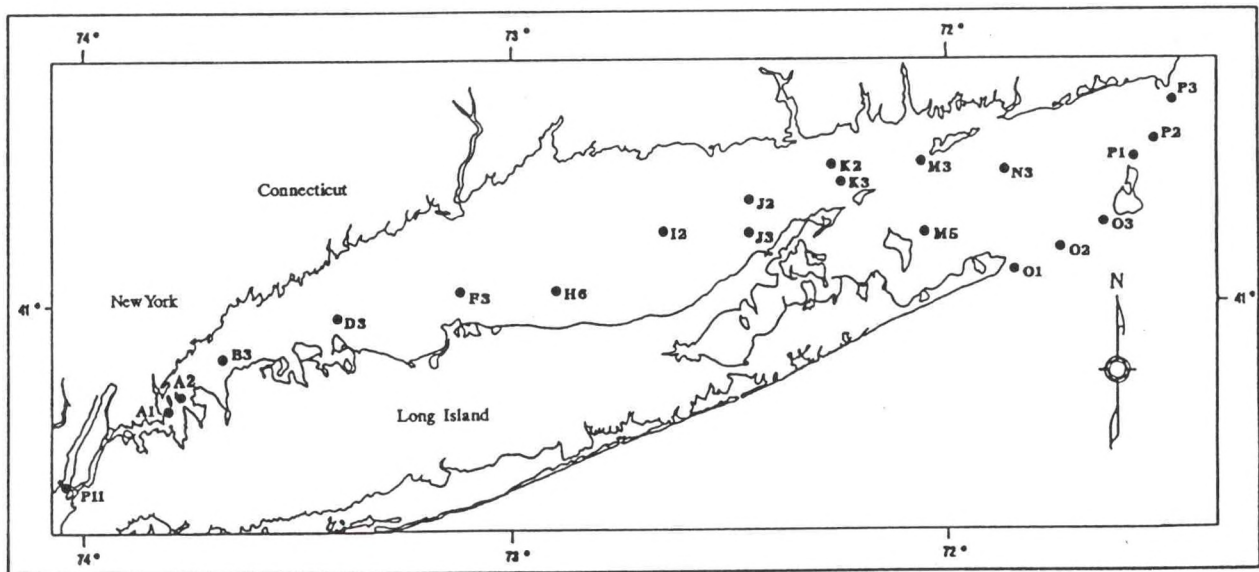 74°
73°
72°
P3
P2
P1
K2
M3
N3
K3
Connecticut
J2
O3
I2
J3
M5
O2
O1
N
New York
F3
H6
41°
41°
D3
B3
A2
A1
Long Island
P11
74°
73°
72°